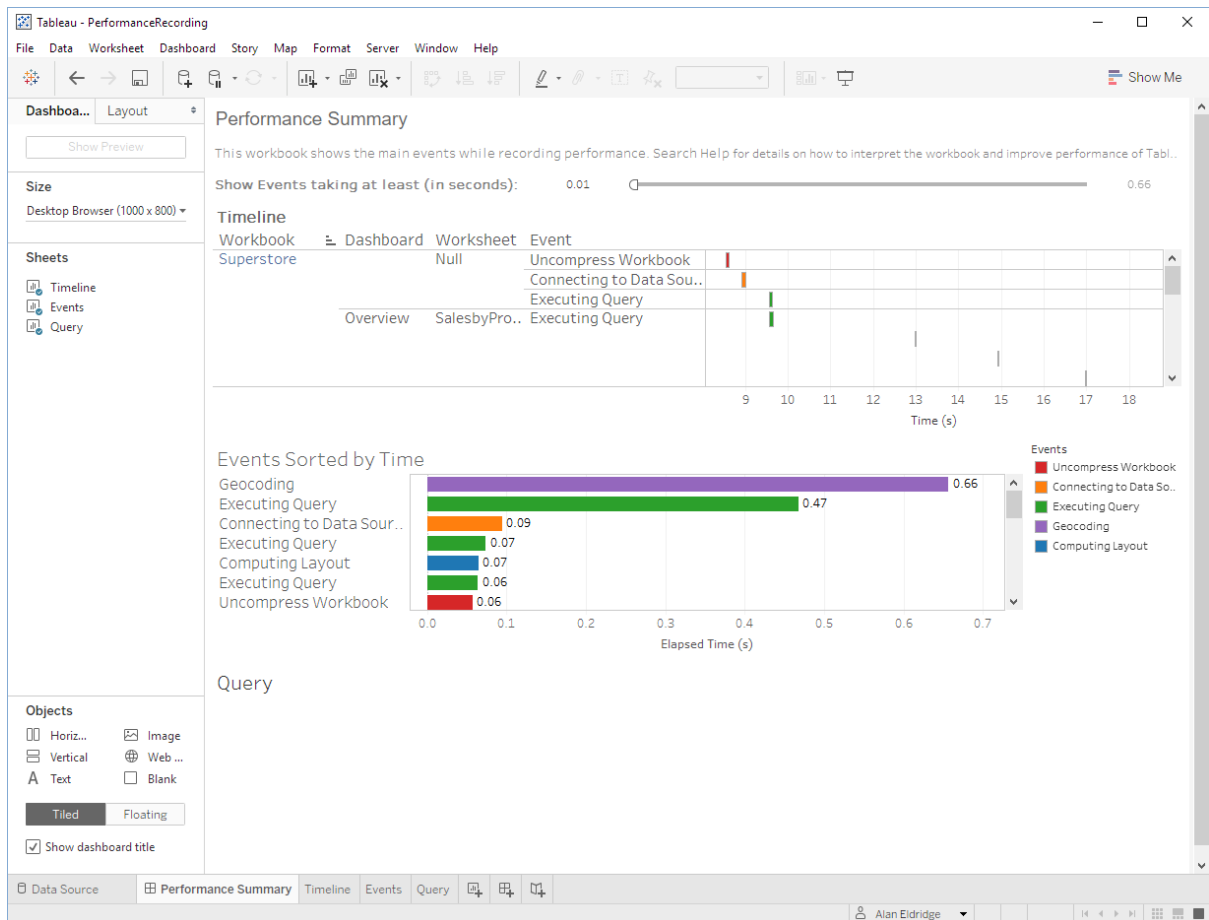 Tableau - PerformanceRecording
File Data Worksheet Dashboard Story Map Format Server Window Help
Show Me
Dashboa... Layout
Show Preview
Size
Desktop Browser (1000 x 800)
Sheets
Timeline
Events
Query
Objects
Horiz... Image
Vertical Web ...
A Text Blank
Tiled Floating
Show dashboard title
Performance Summary
This workbook shows the main events while recording performance. Search Help for details on how to interpret the workbook and improve performance of Tabl..
Show Events taking at least (in seconds): 0.01 0.66
Timeline
Workbook Dashboard Worksheet Event
Superstore Null Uncompress Workbook
Connecting to Data Sou..
Executing Query
Overview SalesbyPro.. Executing Query
9 10 11 12 13 14 15 16 17 18
Time (s)
Events Sorted by Time
Geocoding 0.66
Executing Query 0.47
Connecting to Data Sour.. 0.09
Executing Query 0.07
Computing Layout 0.07
Executing Query 0.06
Uncompress Workbook 0.06
0.0 0.1 0.2 0.3 0.4 0.5 0.6 0.7
Elapsed Time (s)
Events
Uncompress Workbook
Connecting to Data So..
Executing Query
Geocoding
Computing Layout
Query
Data Source Performance Summary Timeline Events Query
Alan Eldridge